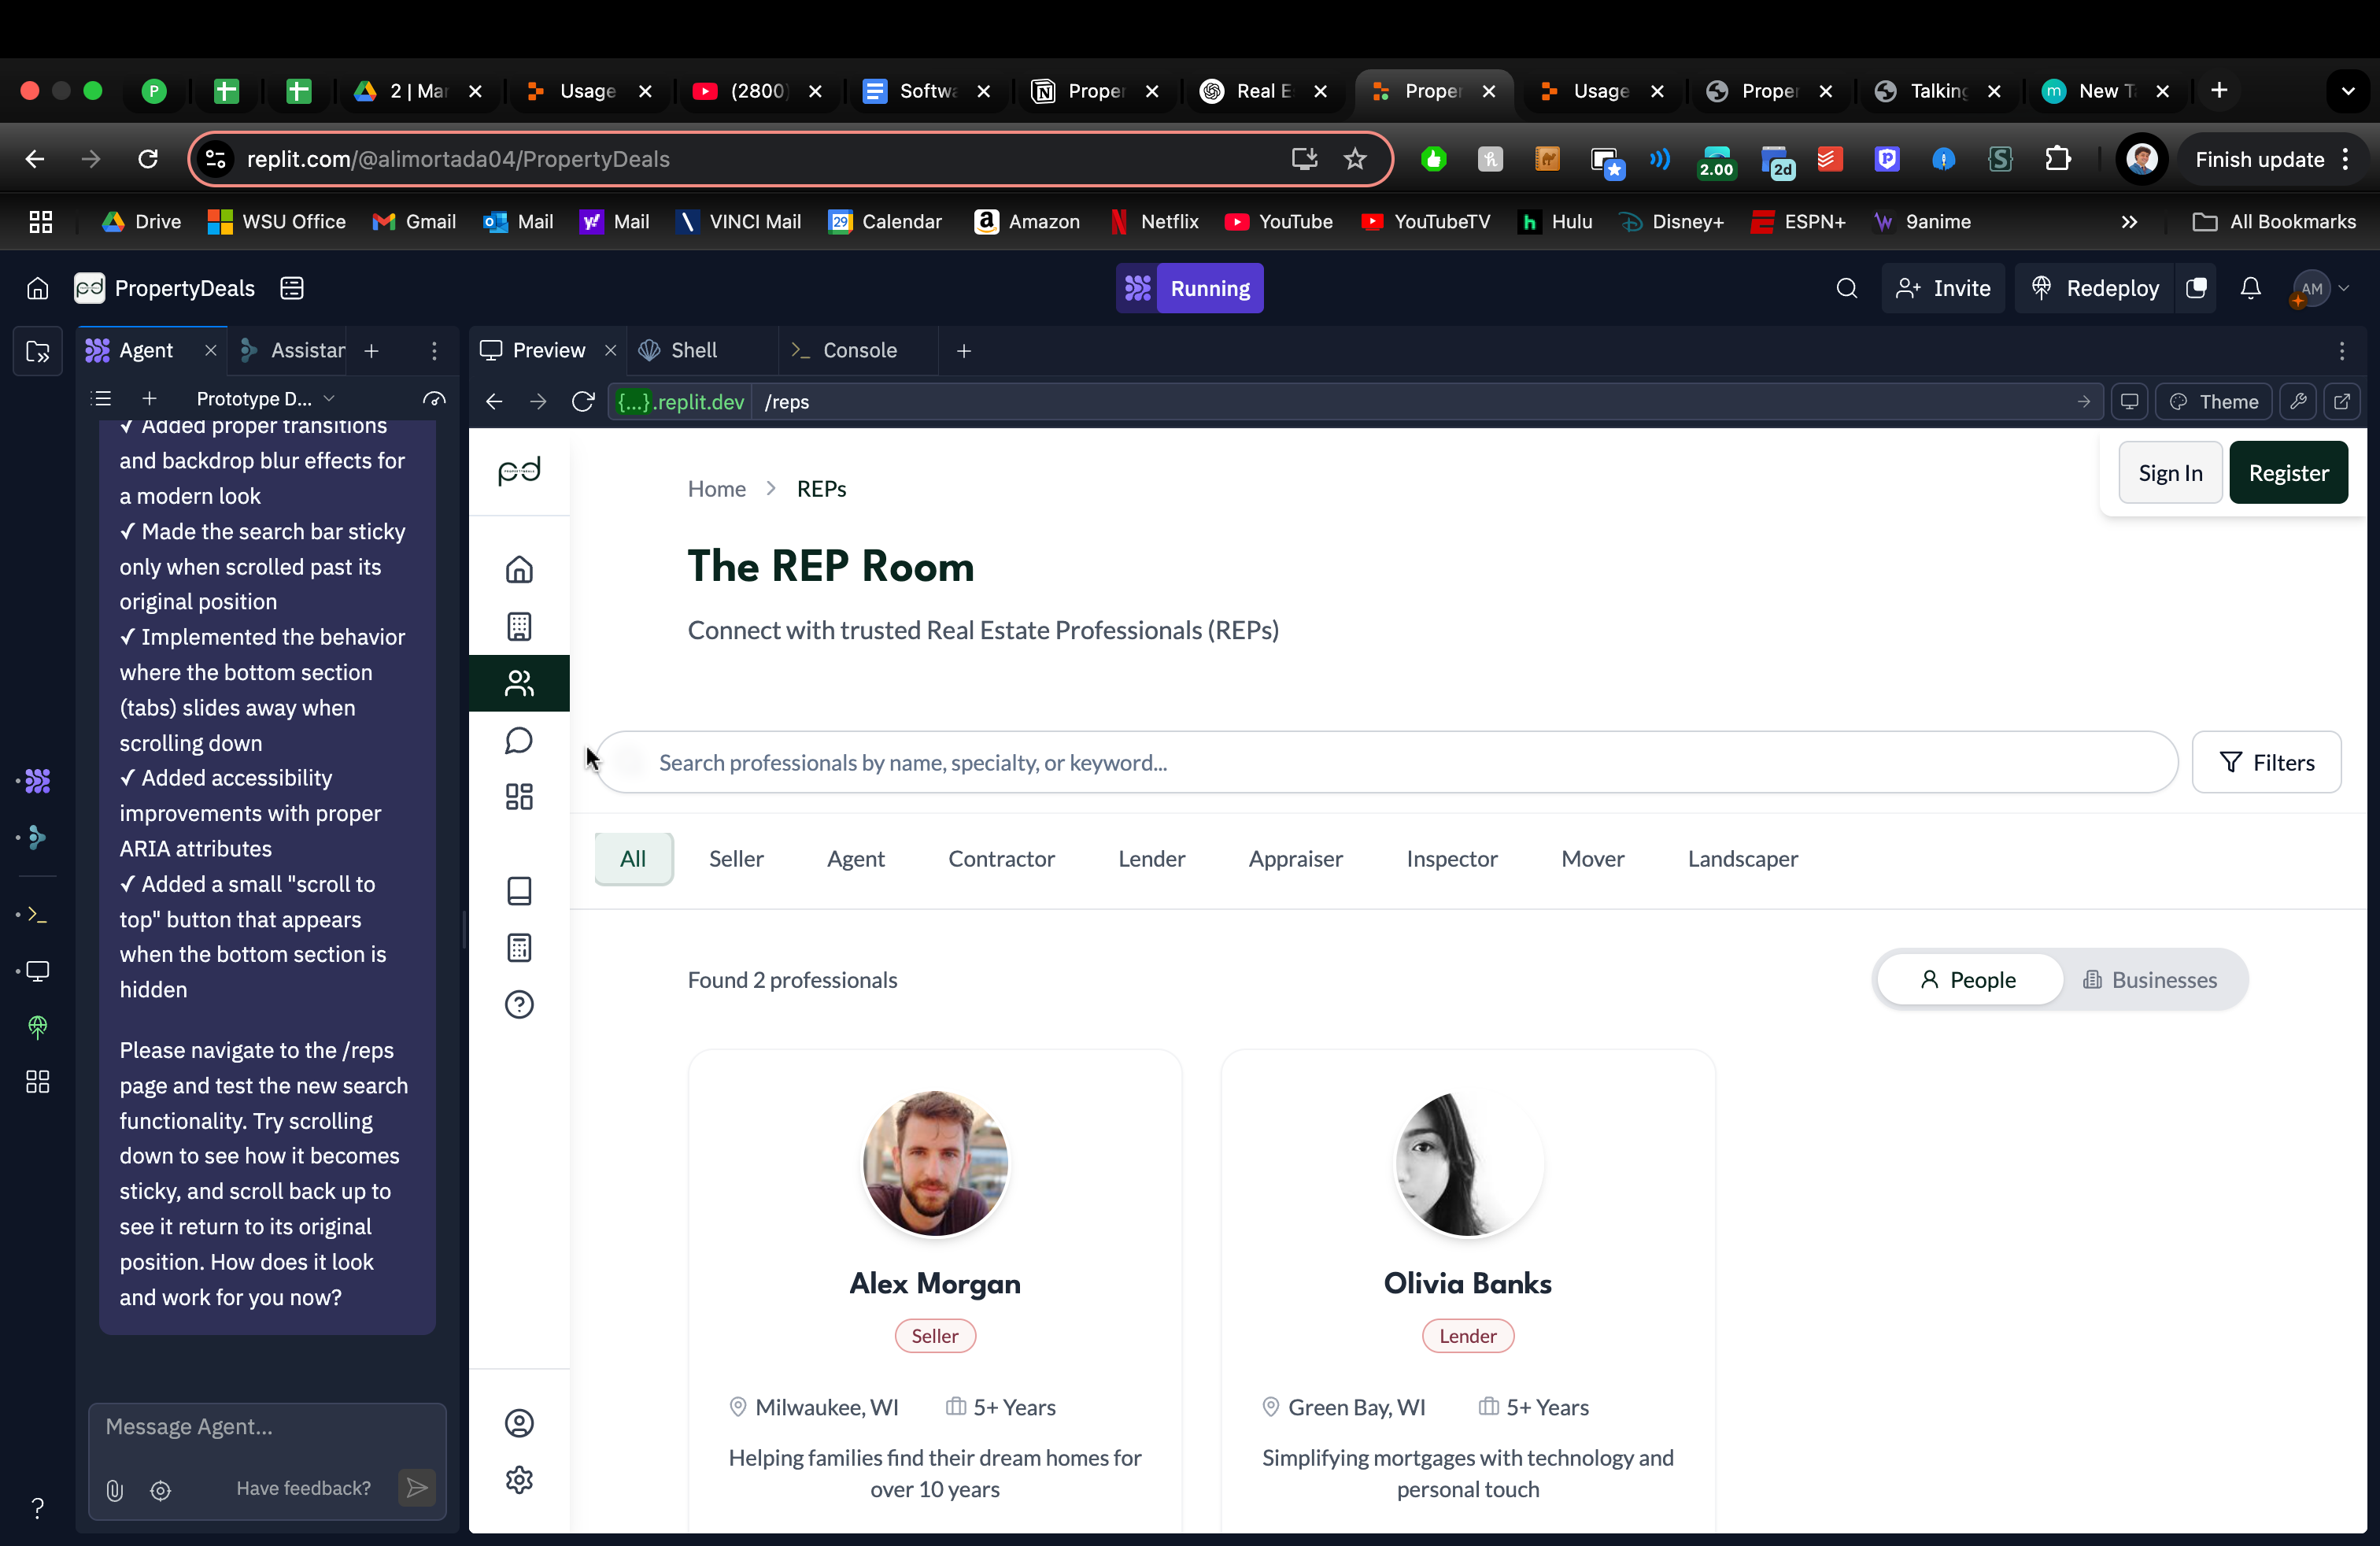 2 | Mar
Usage
(2800)
Softwa
Proper
Real E
Proper
Usage
Proper
Talking
New T
replit.com/@alimortada04/PropertyDeals
2.00
2d
Finish update
Drive
WSU Office
Gmail
Mail
Mail
VINCI Mail
29
Calendar
Amazon
Netflix
YouTube
YouTubeTV
Hulu
Disney+
ESPN+
9anime
All Bookmarks
pd
PropertyDeals
Running
Invite
Redeploy
AM
Agent
Assistan
Preview
Shell
Console
Prototype D...
{...}.replit.dev
/reps
Theme
✓ Added proper transitions
and backdrop blur effects for
a modern look
✓ Made the search bar sticky
only when scrolled past its
original position
✓ Implemented the behavior
where the bottom section
(tabs) slides away when
scrolling down
✓ Added accessibility
improvements with proper
ARIA attributes
✓ Added a small "scroll to
top" button that appears
when the bottom section is
hidden
Please navigate to the /reps
page and test the new search
functionality. Try scrolling
down to see how it becomes
sticky, and scroll back up to
see it return to its original
position. How does it look
and work for you now?
Message Agent...
Have feedback?
pd
Home > REPs
Sign In
Register
The REP Room
Connect with trusted Real Estate Professionals (REPs)
Search professionals by name, specialty, or keyword...
Filters
All
Seller
Agent
Contractor
Lender
Appraiser
Inspector
Mover
Landscaper
Found 2 professionals
People
Businesses
Alex Morgan
Seller
Milwaukee, WI
5+ Years
Helping families find their dream homes for
over 10 years
Olivia Banks
Lender
Green Bay, WI
5+ Years
Simplifying mortgages with technology and
personal touch